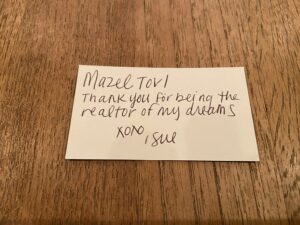 Mazel Tov!
Thank you for being the
realtor of my dreams
xoxo
, Sue